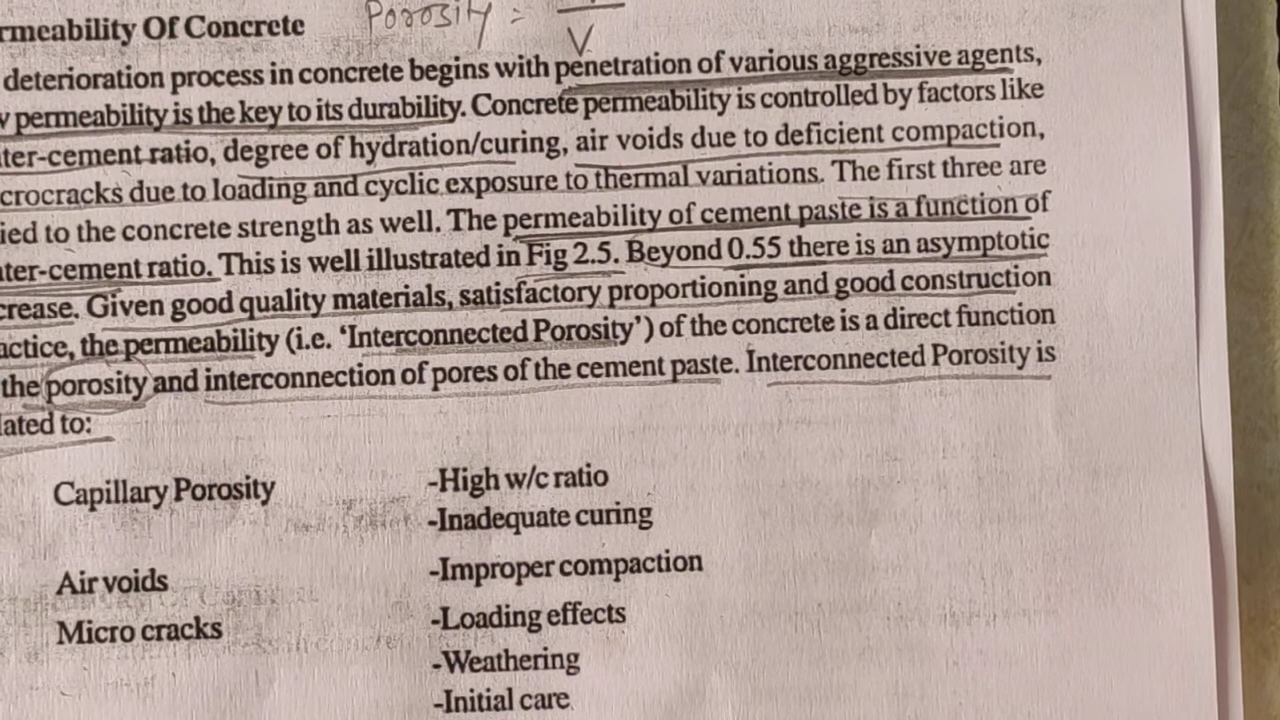 rmeability Of Concrete Porosity = V
deterioration process in concrete begins with penetration of various aggressive agents,
permeability is the key to its durability. Concrete permeability is controlled by factors like
ter-cement ratio, degree of hydration/curing, air voids due to deficient compaction,
crocracks due to loading and cyclic exposure to thermal variations. The first three are
ied to the concrete strength as well. The permeability of cement paste is a function of
ter-cement ratio. This is well illustrated in Fig 2.5. Beyond 0.55 there is an asymptotic
crease. Given good quality materials, satisfactory proportioning and good construction
actice, the permeability (i.e. ‘Interconnected Porosity’) of the concrete is a direct function
the porosity and interconnection of pores of the cement paste. Interconnected Porosity is
lated to:
Capillary Porosity -High w/c ratio
-Inadequate curing
Air voids -Improper compaction
Micro cracks -Loading effects
-Weathering
-Initial care